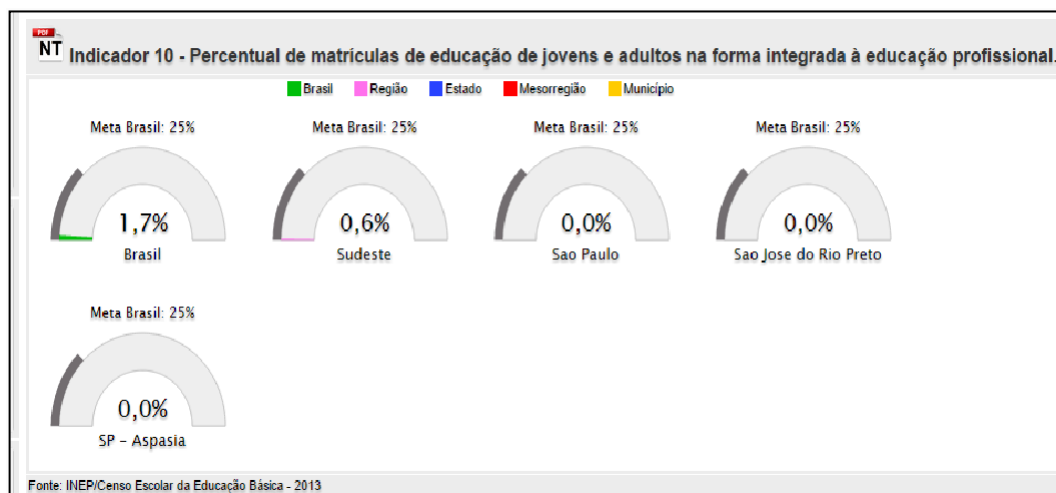 PDF
NT Indicador 10 - Percentual de matrículas de educação de jovens e adultos na forma integrada à educação profissional.
Brasil Região Estado Mesorregião Município
Meta Brasil: 25% Meta Brasil: 25% Meta Brasil: 25% Meta Brasil: 25%
1,7% 0,6% 0,0% 0,0%
Brasil Sudeste Sao Paulo Sao Jose do Rio Preto
Meta Brasil: 25%
0,0%
SP - Aspasia
Fonte: INEP/Censo Escolar da Educação Básica - 2013